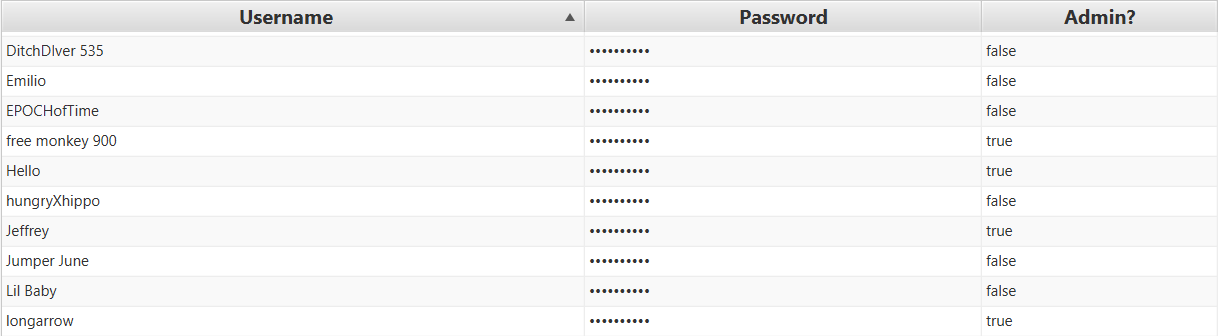 Username Password Admin?
DitchDIver 535 •••••••••• false
Emilio •••••••••• false
EPOCHofTime •••••••••• false
free monkey 900 •••••••••• true
Hello •••••••••• true
hungryXhippo •••••••••• false
Jeffrey •••••••••• true
Jumper June •••••••••• false
Lil Baby •••••••••• false
longarrow •••••••••• true